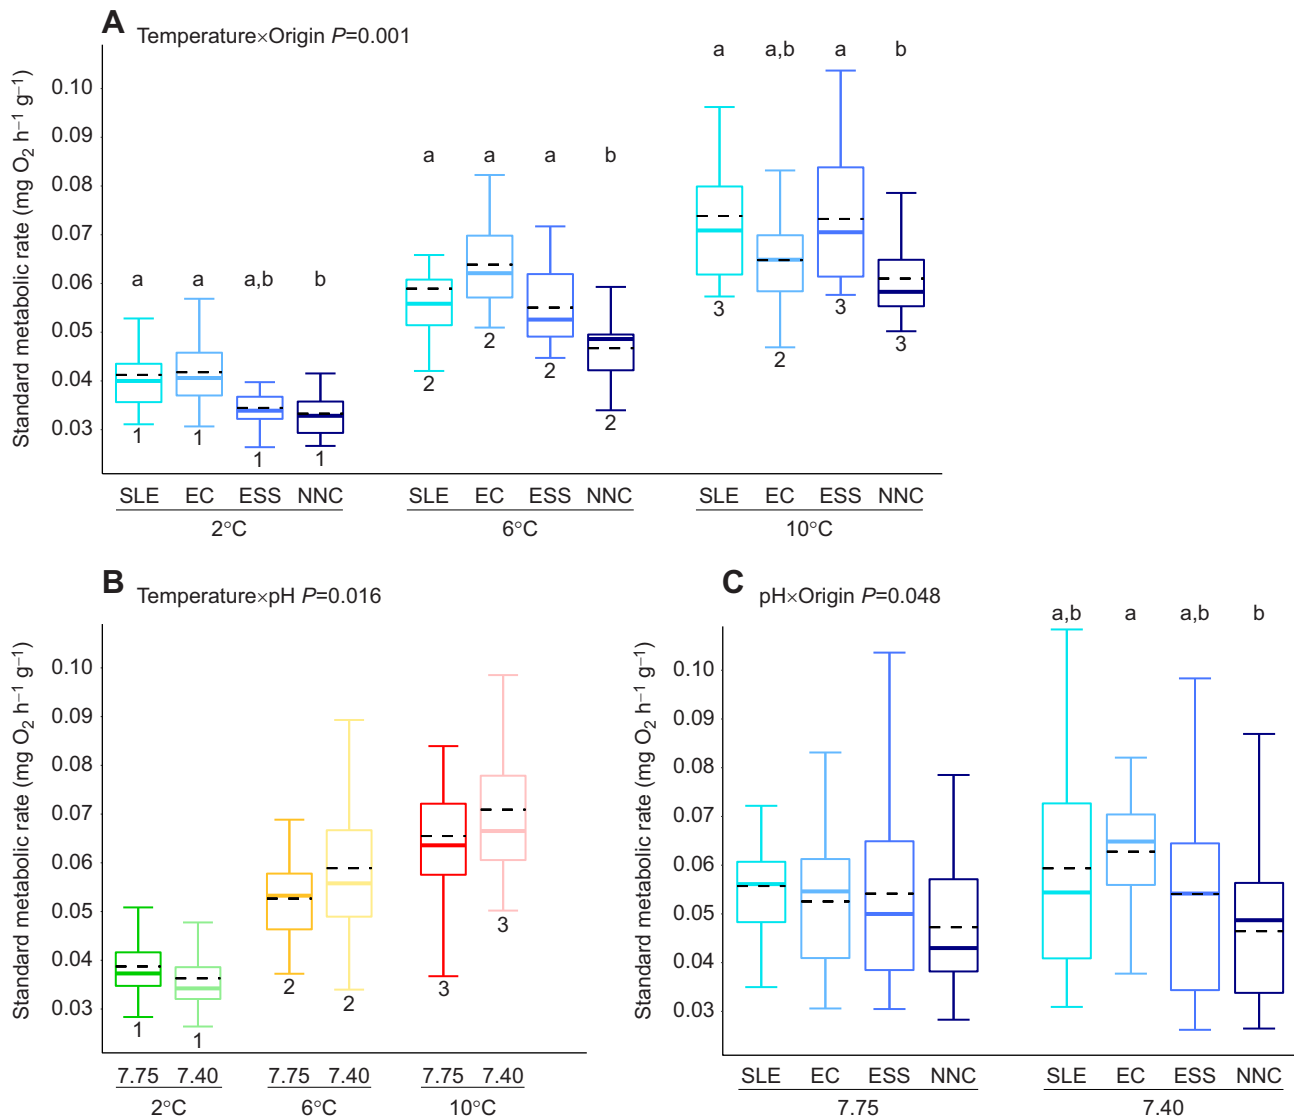 A
Temperature×Origin P=0.001
Standard metabolic rate (mg O2 h−1 g−1)
0.10
0.09
0.08
0.07
0.06
0.05
0.04
0.03
a a a,b b
a a a b
a a,b a b
1 1 1 1
2 2 2 2
3 2 3 3
SLE EC ESS NNC SLE EC ESS NNC SLE EC ESS NNC
2°C 6°C 10°C
B
Temperature×pH P=0.016
Standard metabolic rate (mg O2 h−1 g−1)
0.10
0.09
0.08
0.07
0.06
0.05
0.04
0.03
1 1 2 2 3 3
7.75 7.40 7.75 7.40 7.75 7.40
2°C 6°C 10°C
C
pH×Origin P=0.048
Standard metabolic rate (mg O2 h−1 g−1)
0.10
0.09
0.08
0.07
0.06
0.05
0.04
0.03
a,b a a,b b
SLE EC ESS NNC SLE EC ESS NNC
7.75 7.40